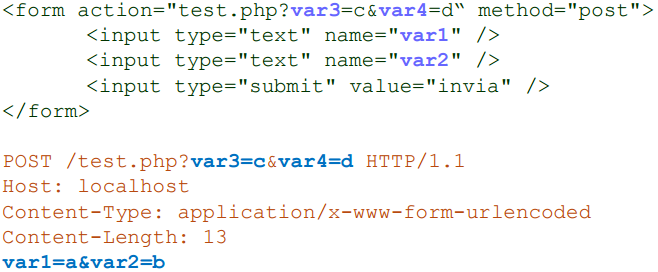 <form action="test.php?var3=c&var4=d‟ method="post">
<input type="text" name="var1" />
<input type="text" name="var2" />
<input type="submit" value="invia" />
</form>
POST /test.php?var3=c&var4=d HTTP/1.1
Host: localhost
Content-Type: application/x-www-form-urlencoded
Content-Length: 13
var1=a&var2=b